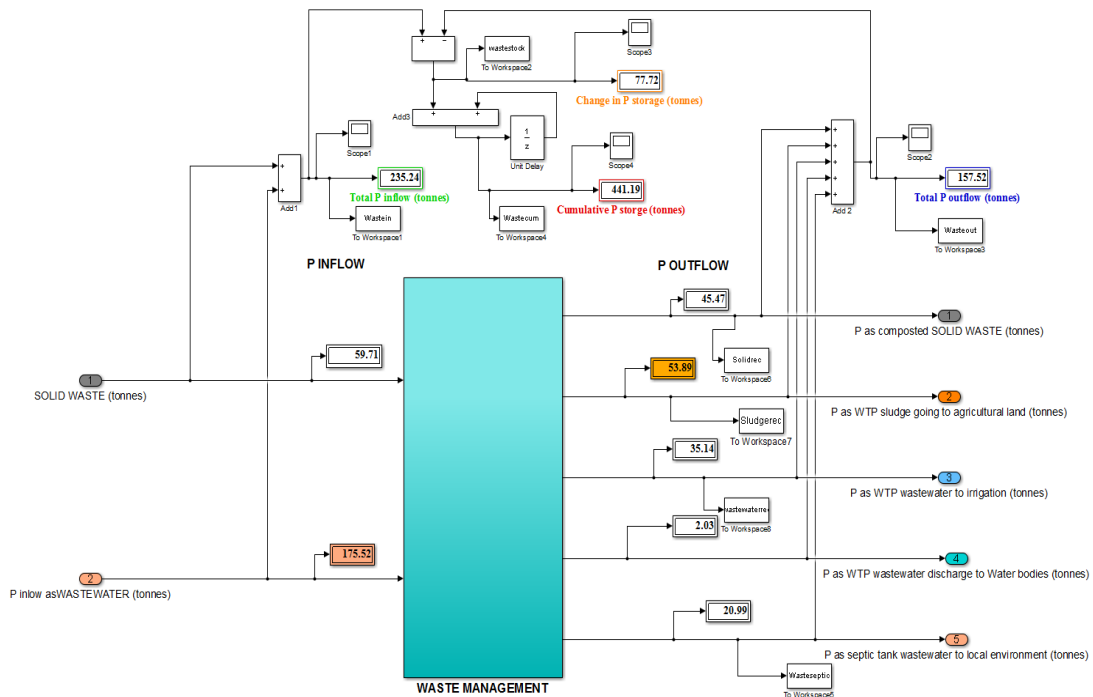 +
−
wastestock
To Workspace2
Scope3
77.72
Change in P storage (tonnes)
Add3
+
+
1
z
Unit Delay
Scope1
Scope4
Scope2
+
+
Add1
235.24
Total P inflow (tonnes)
Wastein
To Workspace1
441.19
Cumulative P storge (tonnes)
Wastecum
To Workspace4
+
+
+
+
+
Add 2
157.52
Total P outflow (tonnes)
Wasteout
To Workspace3
P INFLOW
P OUTFLOW
45.47
1
P as composted SOLID WASTE (tonnes)
Solidrec
To Workspace6
59.71
1
SOLID WASTE (tonnes)
53.89
2
P as WTP sludge going to agricultural land (tonnes)
Sludgerec
To Workspace7
35.14
3
P as WTP wastewater to irrigation (tonnes)
wastewaterre
To Workspace8
2.03
4
P as WTP wastewater discharge to Water bodies (tonnes)
175.52
2
P inlow asWASTEWATER (tonnes)
20.99
5
P as septic tank wastewater to local environment (tonnes)
Wasteseptic
To Workspace5
WASTE MANAGEMENT